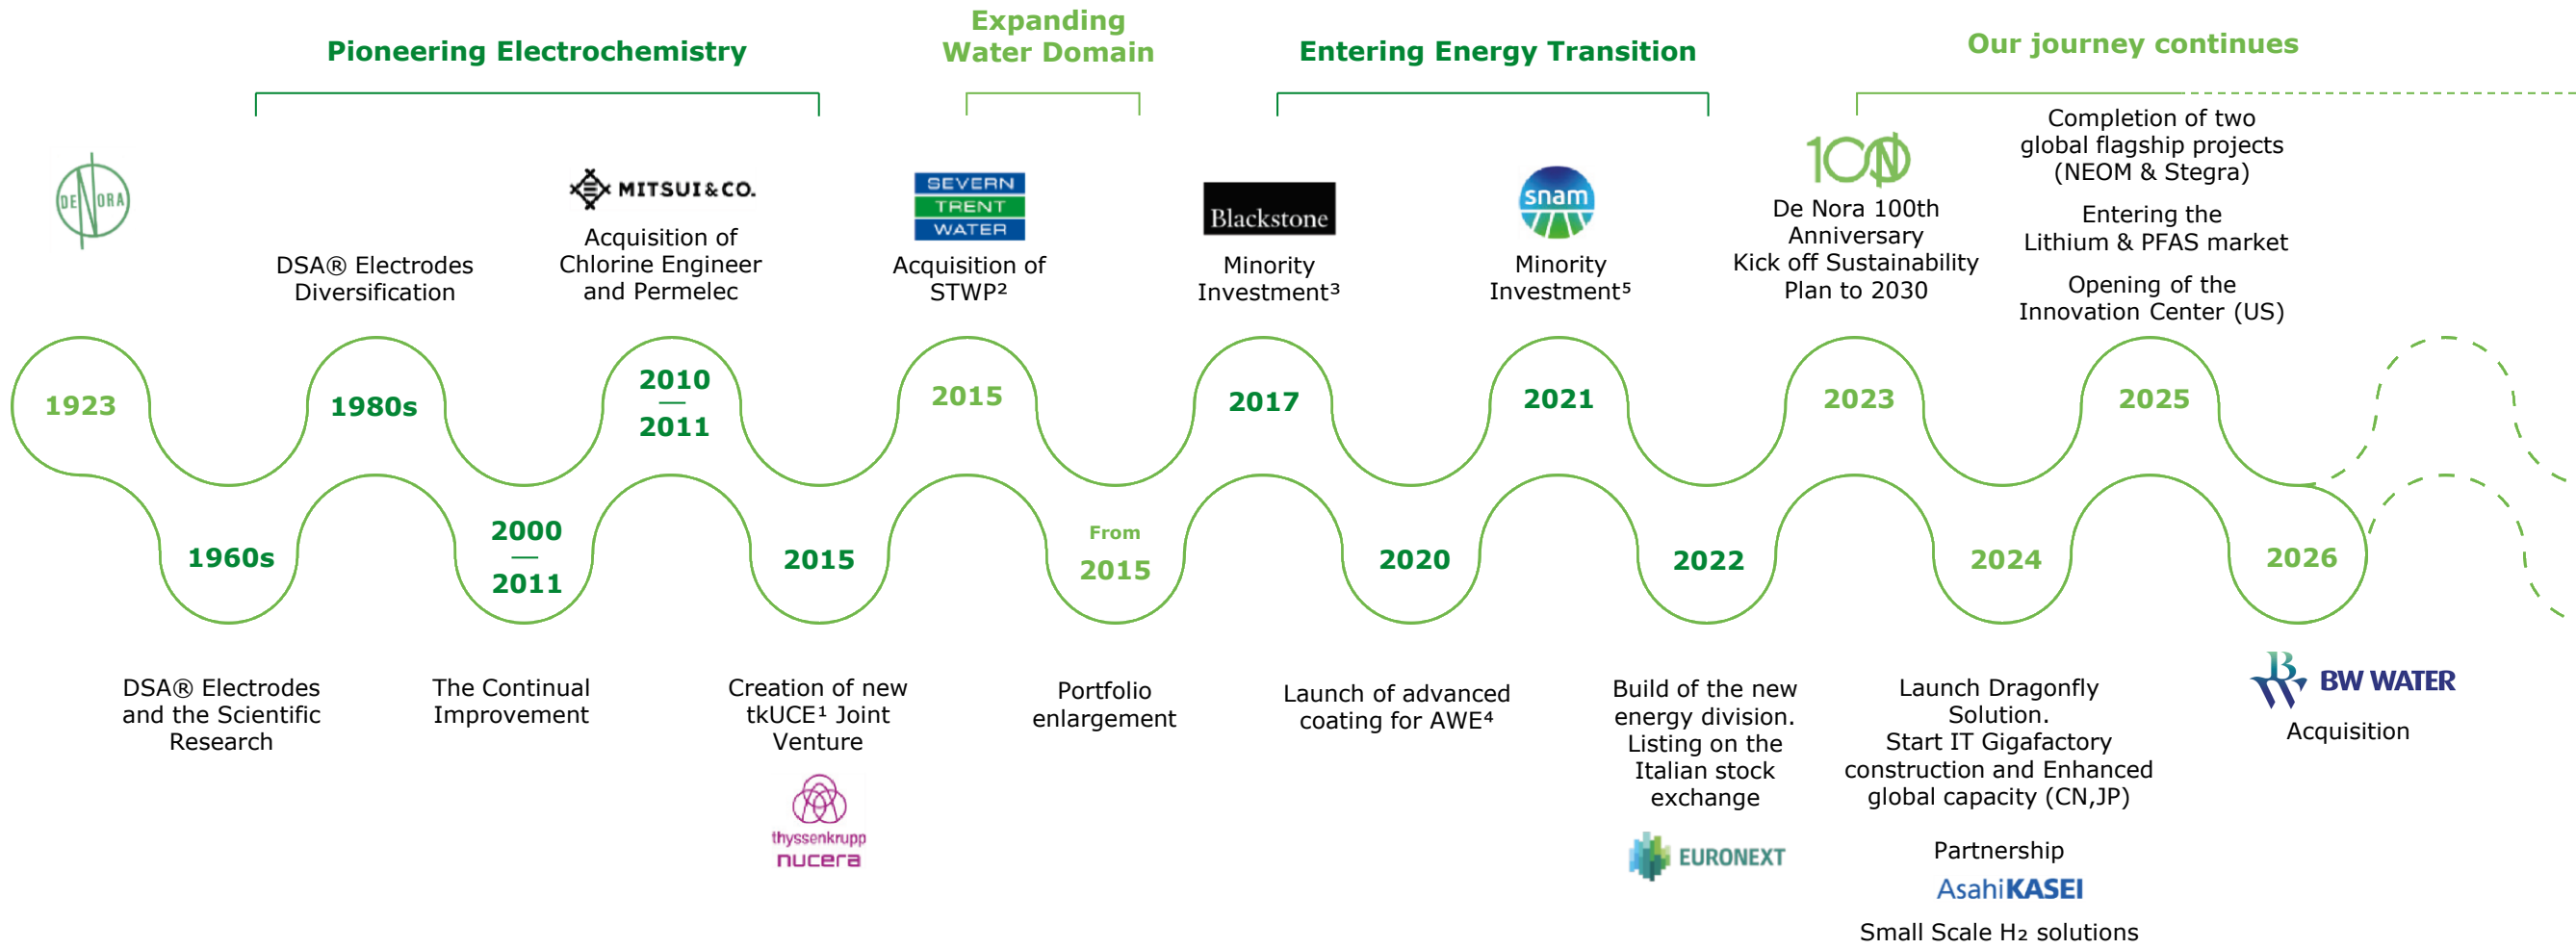 Pioneering Electrochemistry
Expanding
Water Domain
Entering Energy Transition
Our journey continues
DE NORA
DSA® Electrodes
Diversification
MITSUI & CO.
Acquisition of
Chlorine Engineer
and Permelec
SEVERN
TRENT
WATER
Acquisition of
STWP²
Blackstone
Minority
Investment³
snam
Minority
Investment⁵
100
De Nora 100th
Anniversary
Kick off Sustainability
Plan to 2030
Completion of two
global flagship projects
(NEOM & Stegra)
Entering the
Lithium & PFAS market
Opening of the
Innovation Center (US)
1923
1980s
2010
—
2011
2015
2017
2021
2023
2025
1960s
2000
—
2011
2015
From
2015
2020
2022
2024
2026
DSA® Electrodes
and the Scientific
Research
The Continual
Improvement
Creation of new
tkUCE¹ Joint
Venture
thyssenkrupp
nucera
Portfolio
enlargement
Launch of advanced
coating for AWE⁴
Build of the new
energy division.
Listing on the
Italian stock
exchange
EURONEXT
Launch Dragonfly
Solution.
Start IT Gigafactory
construction and Enhanced
global capacity (CN,JP)
Partnership
AsahiKASEI
Small Scale H₂ solutions
BW WATER
Acquisition